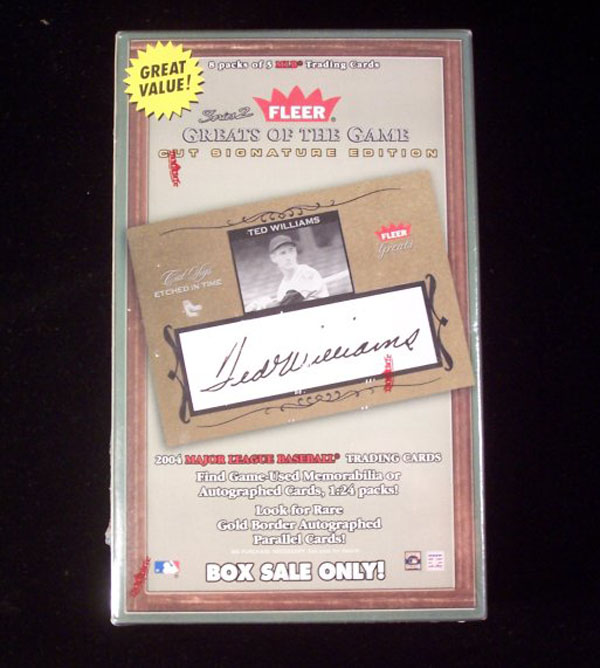 GREAT
VALUE!
8 packs of 5 MLB® Trading Cards
Series 2
FLEER®
GREATS OF THE GAME
CUT SIGNATURE EDITION
TED WILLIAMS
FLEER
Greats
Cut Sigs
ETCHED IN TIME
Ted Williams
2004 MAJOR LEAGUE BASEBALL® TRADING CARDS
Find Game-Used Memorabilia or
Autographed Cards, 1:24 packs!
Look for Rare
Gold Border Autographed
Parallel Cards!
NO PURCHASE NECESSARY.
BOX SALE ONLY!